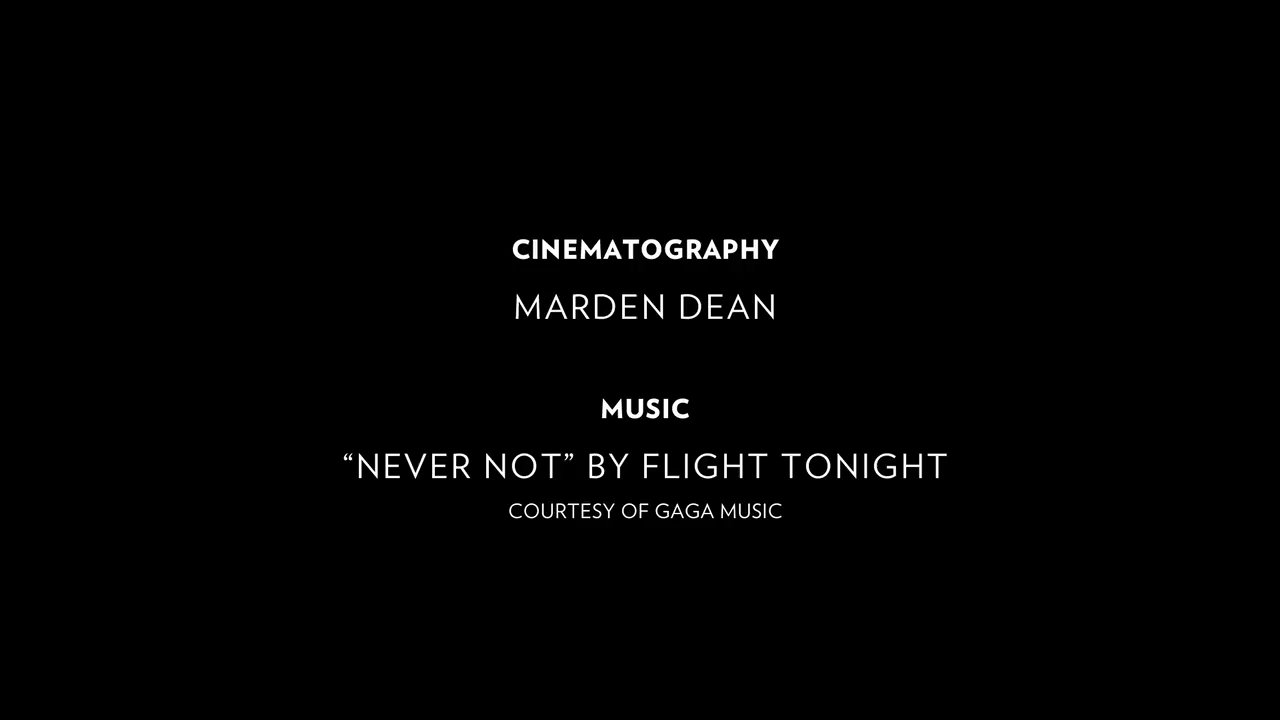 CINEMATOGRAPHY
MARDEN DEAN
MUSIC
“NEVER NOT” BY FLIGHT TONIGHT
COURTESY OF GAGA MUSIC